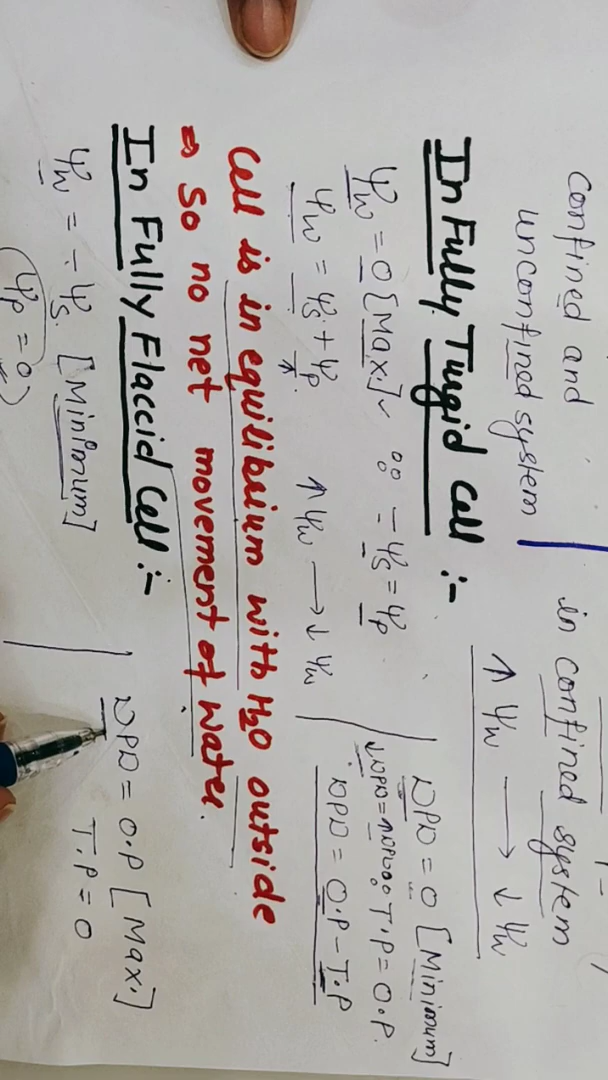 confined and
unconfined system
in confined system
↑ Ψw → ↓ Ψw
In Fully Turgid Cell :-
Ψw = 0 [Max.] ∵ - Ψs = Ψp
DPD = 0 [Minimum]
Ψw = Ψs + Ψp
↑ Ψw → ↓ Ψw
T.P = O.P.
DPD = O.P - T.P
Cell is in equilibrium with H2O outside
⇒ So no net movement of Water.
In Fully Flaccid Cell :-
Ψw = - Ψs. [Minimum]
DPD = O.P [Max.]
(Ψp = 0)
T.P = 0